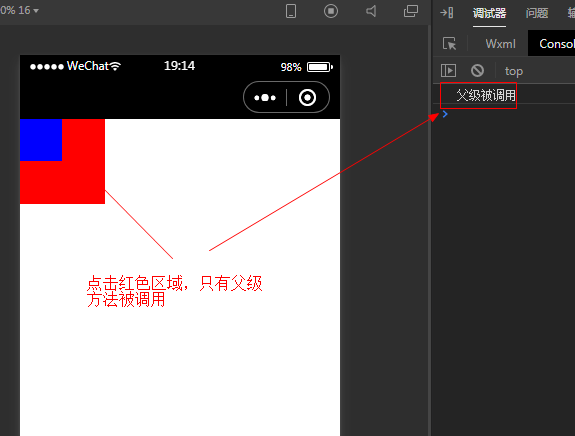 0% 16
调试器 问题
Wxml Conso
top
WeChat 19:14 98%
父级被调用
点击红色区域，只有父级
方法被调用